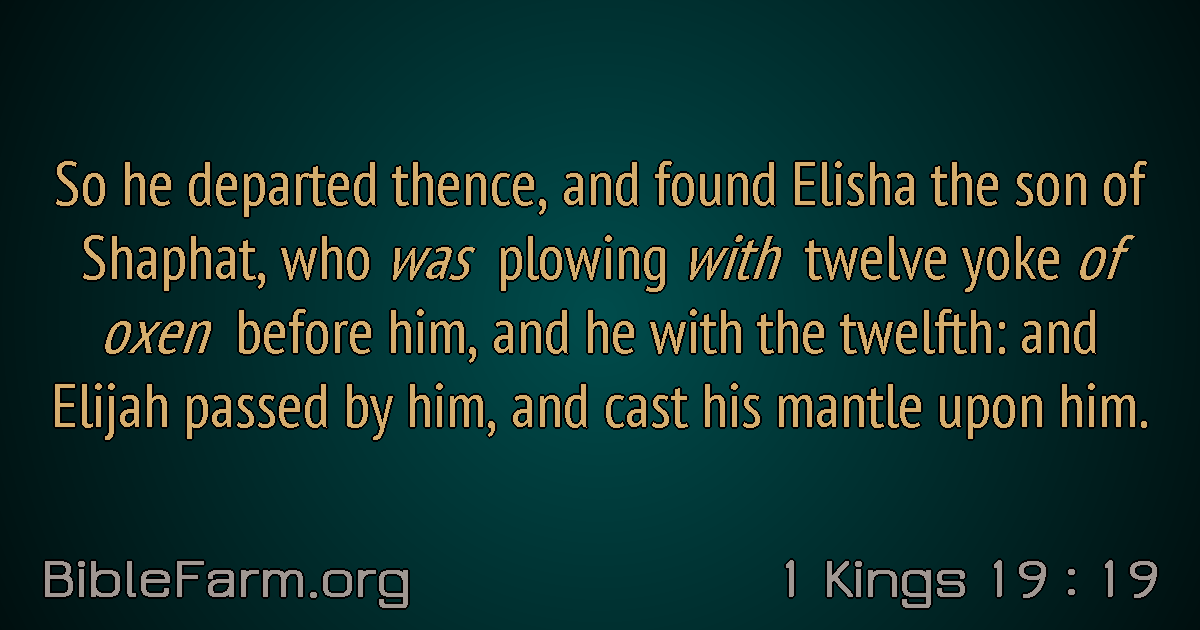 So he departed thence, and found Elisha the son of
Shaphat, who was plowing with twelve yoke of
oxen before him, and he with the twelfth: and
Elijah passed by him, and cast his mantle upon him.
BibleFarm.org
1 Kings 19 : 19